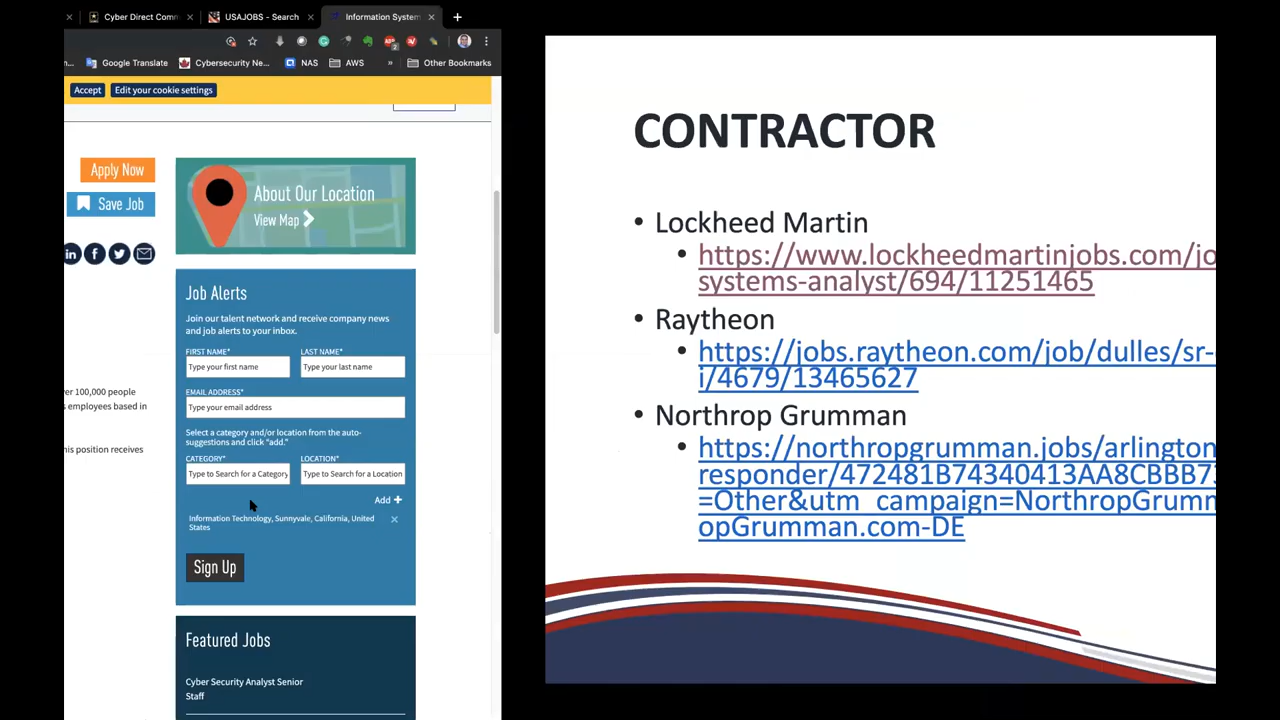 Cyber Direct Comm
USAJOBS - Search
Information System
Google Translate
Cybersecurity Ne...
NAS
AWS
»
Other Bookmarks
Accept
Edit your cookie settings
Apply Now
Save Job
About Our Location
View Map
Job Alerts
Join our talent network and receive company news
and job alerts to your inbox.
FIRST NAME*
LAST NAME*
Type your first name
Type your last name
EMAIL ADDRESS*
Type your email address
Select a category and/or location from the auto-
suggestions and click "add."
CATEGORY*
LOCATION*
Type to Search for a Category
Type to Search for a Location
Add +
Information Technology, Sunnyvale, California, United
States
Sign Up
ver 100,000 people
s employees based in
his position receives
Featured Jobs
Cyber Security Analyst Senior
Staff
CONTRACTOR
• Lockheed Martin
• https://www.lockheedmartinjobs.com/jo
systems-analyst/694/11251465
• Raytheon
• https://jobs.raytheon.com/job/dulles/sr-
i/4679/13465627
• Northrop Grumman
• https://northropgrumman.jobs/arlington
responder/472481B74340413AA8CBBB73
=Other&utm_campaign=NorthropGrumm
opGrumman.com-DE